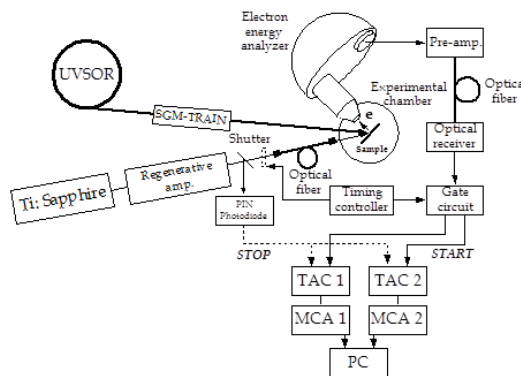 Electron
energy
analyzer
Pre-amp.
UVSOR
Experimental
chamber
Optical
fiber
SGM-TRAIN
e
Sample
Optical
receiver
Shutter
Ti: Sapphire
Regenerative
amp.
Optical
fiber
PIN
Photodiode
Timing
controller
Gate
circuit
STOP
START
TAC 1
TAC 2
MCA 1
MCA 2
PC